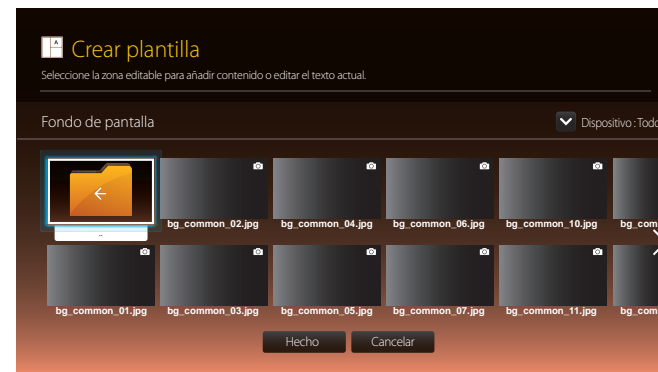 Crear plantilla
Seleccione la zona editable para añadir contenido o editar el texto actual.
Fondo de pantalla
Dispositivo : Todo
..
bg_common_02.jpg bg_common_04.jpg bg_common_06.jpg bg_common_10.jpg bg_com
bg_common_01.jpg bg_common_03.jpg bg_common_05.jpg bg_common_07.jpg bg_common_11.jpg bg_com
Hecho Cancelar